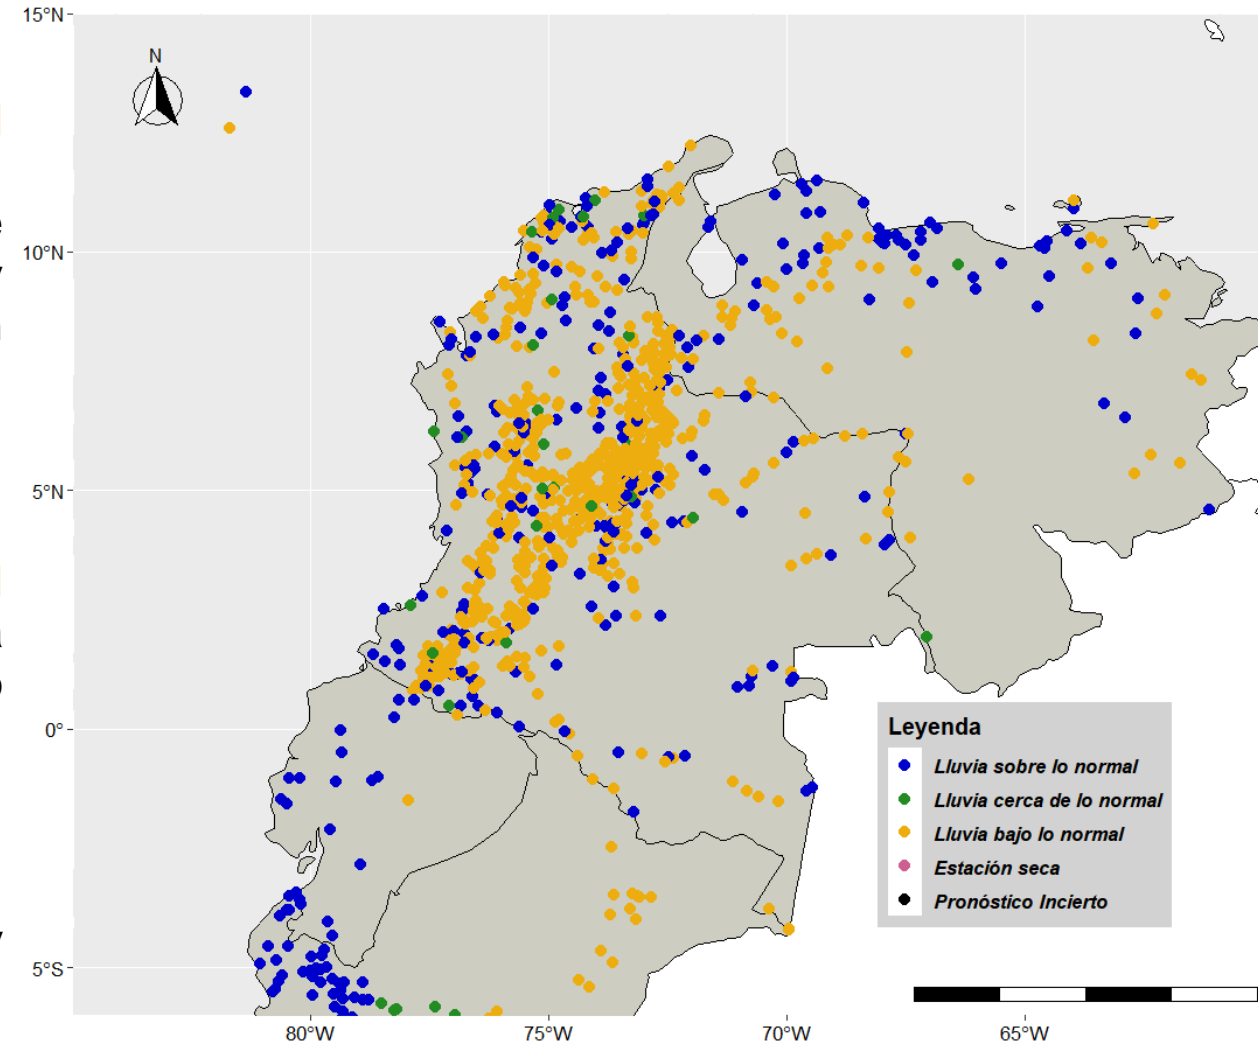 15°N
N
10°N
5°N
0°
5°S
Leyenda
Lluvia sobre lo normal
Lluvia cerca de lo normal
Lluvia bajo lo normal
Estación seca
Pronóstico Incierto
80°W
75°W
70°W
65°W